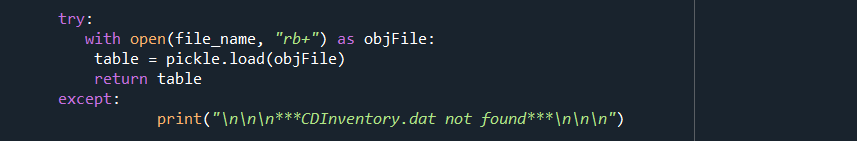 try:
with open(file_name, "rb+") as objFile:
table = pickle.load(objFile)
return table
except:
print("\n\n\n***CDInventory.dat not found***\n\n\n")